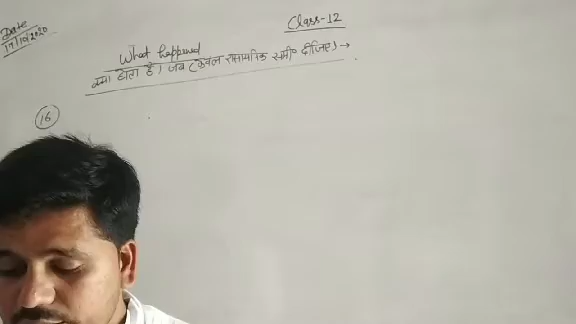 Date
17/10/2020
Class-12
What happened
क्या होता है। जब (केवल रासायनिक समी० दीजिए) →
16